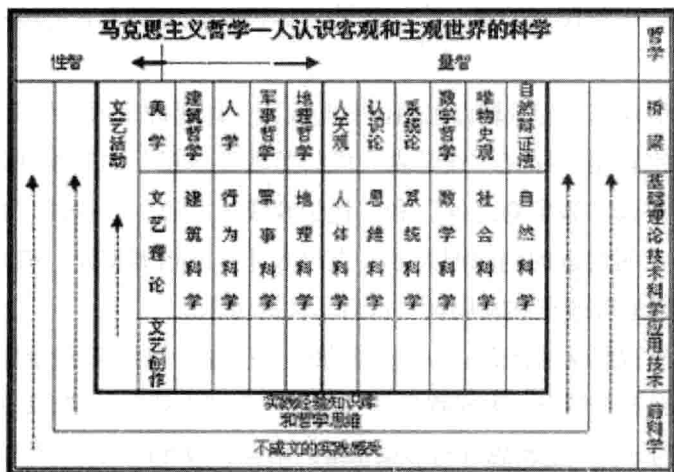 马克思主义哲学—人认识客观和主观世界的科学
哲学
性智
量智
文艺活动
美学
建筑哲学
人学
军事哲学
地理哲学
人天观
认识论
系统论
数学哲学
唯物史观
自然辩证法
桥梁
文艺理论
建筑科学
行为科学
军事科学
地理科学
人体科学
思维科学
系统科学
数学科学
社会科学
自然科学
基础理论
技术科学
文艺创作
应用技术
实践经验知识库
和哲学思维
不成文的实践感受
前科学